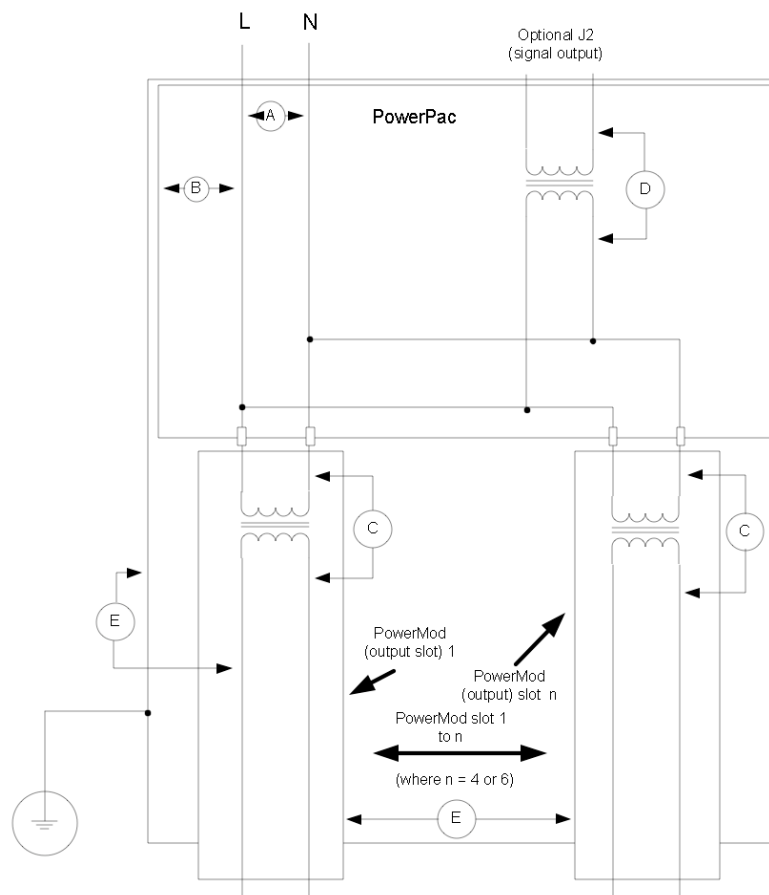 L
N
Optional J2
(signal output)
A
PowerPac
B
D
C
C
E
PowerMod
(output slot) 1
PowerMod
(output) slot n
PowerMod slot 1
to n
(where n = 4 or 6)
E